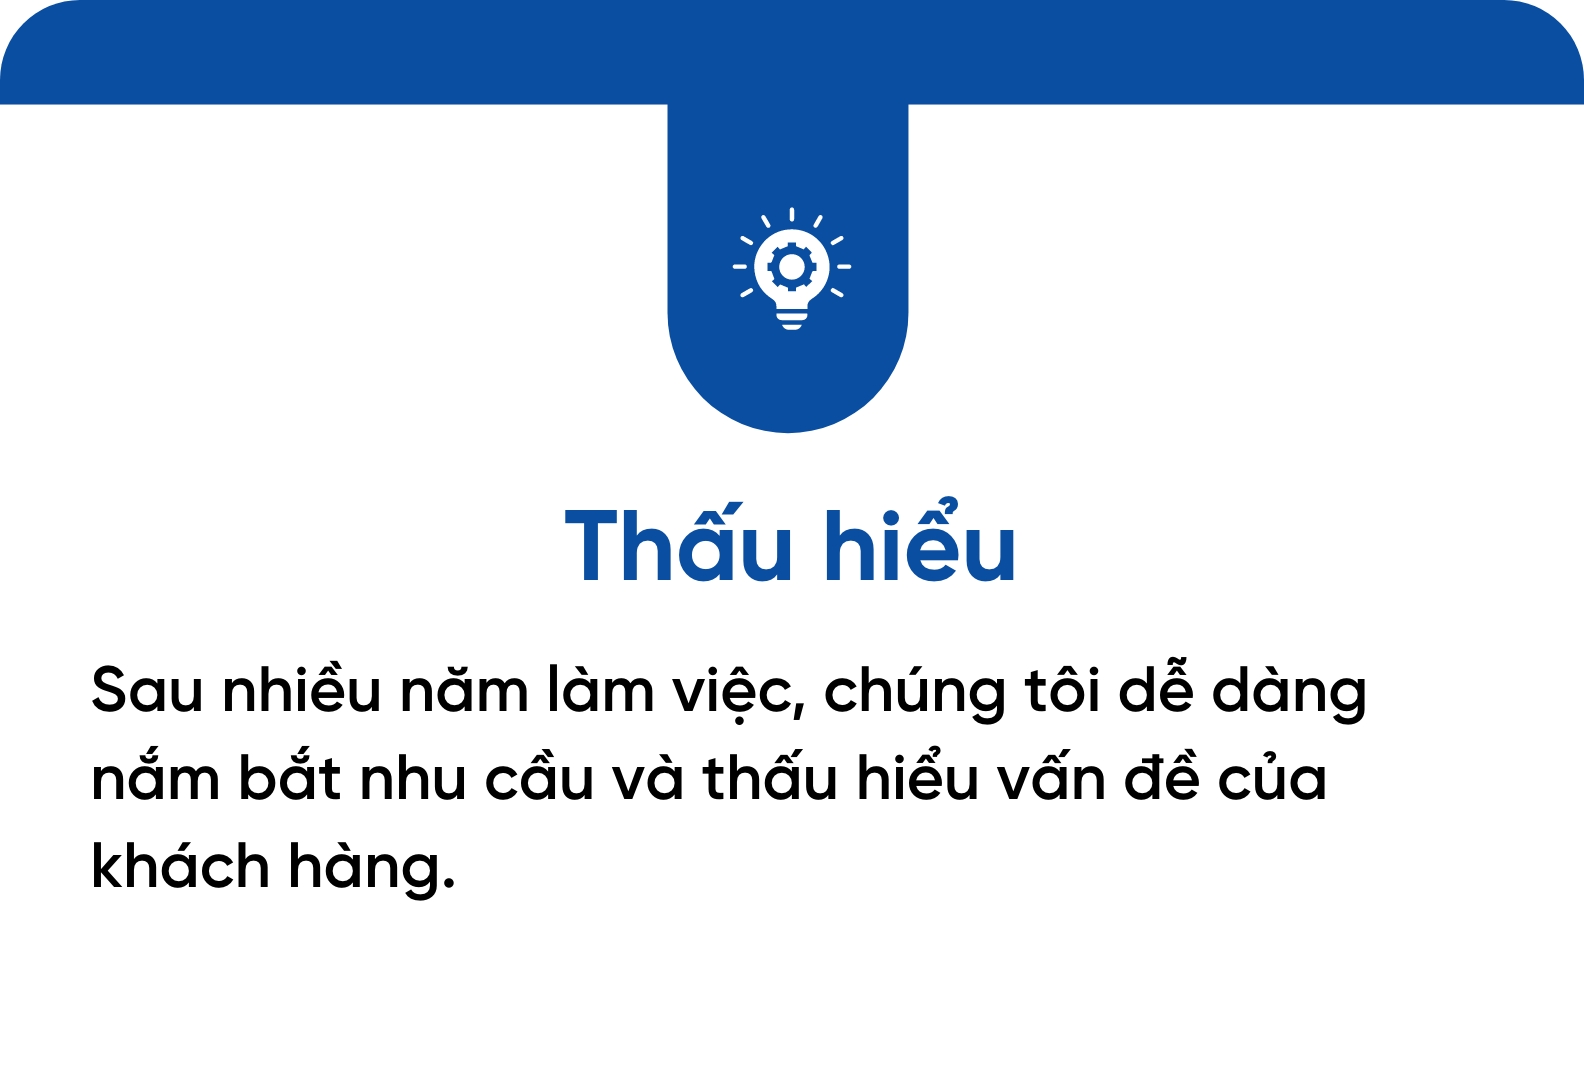 Thấu hiểu
Sau nhiều năm làm việc, chúng tôi dễ dàng
nắm bắt nhu cầu và thấu hiểu vấn đề của
khách hàng.